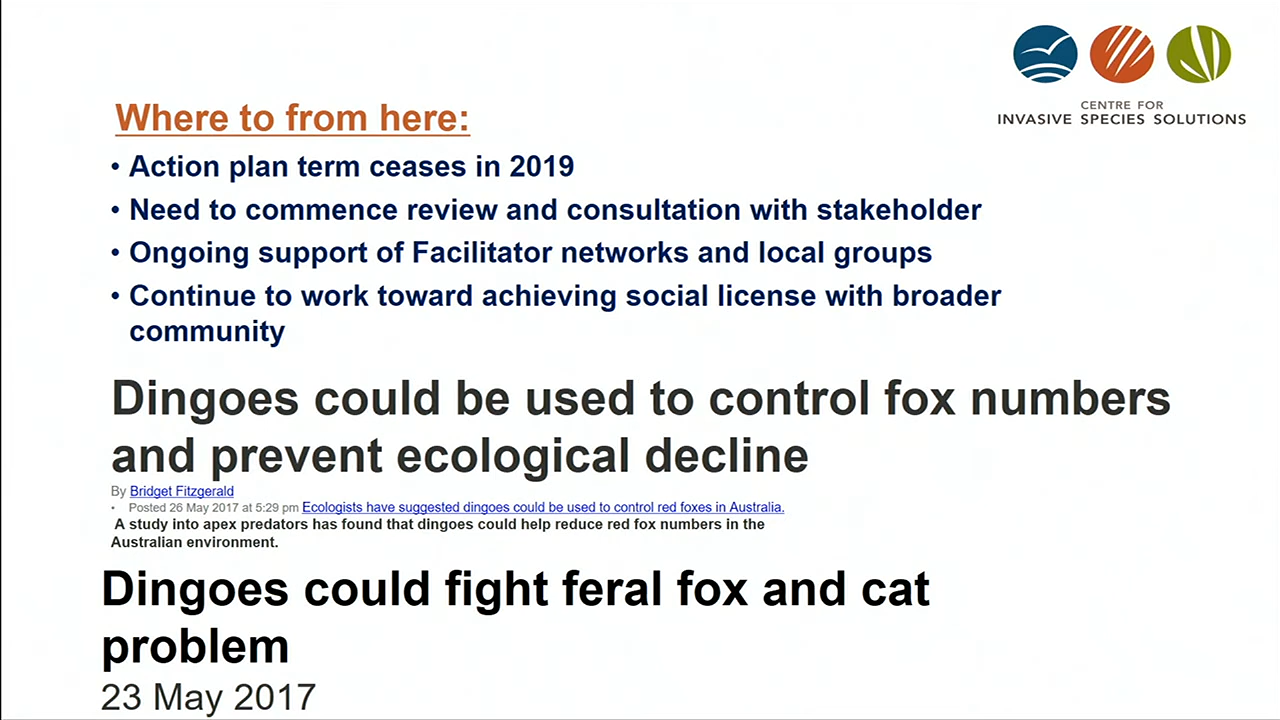 CENTRE FOR
INVASIVE SPECIES SOLUTIONS
Where to from here:
• Action plan term ceases in 2019
• Need to commence review and consultation with stakeholder
• Ongoing support of Facilitator networks and local groups
• Continue to work toward achieving social license with broader
community
Dingoes could be used to control fox numbers
and prevent ecological decline
By Bridget Fitzgerald
• Posted 26 May 2017 at 5:29 pm Ecologists have suggested dingoes could be used to control red foxes in Australia.
A study into apex predators has found that dingoes could help reduce red fox numbers in the
Australian environment.
Dingoes could fight feral fox and cat
problem
23 May 2017